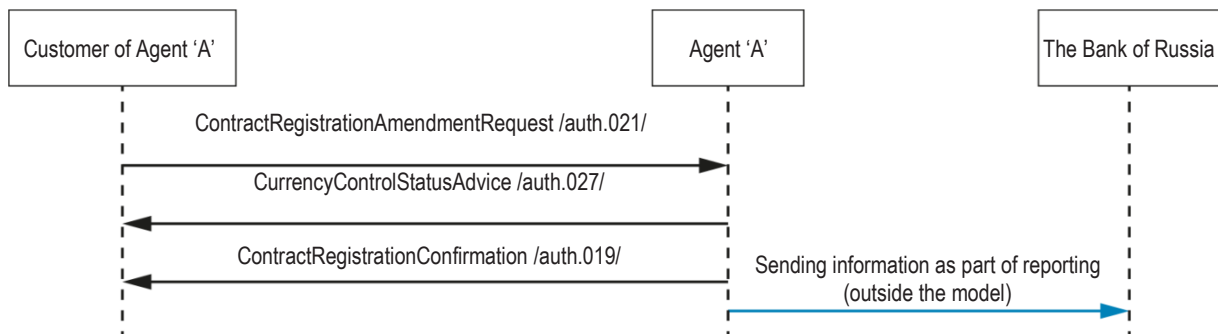 Customer of Agent ‘A’
Agent ‘A’
The Bank of Russia
ContractRegistrationAmendmentRequest /auth.021/
CurrencyControlStatusAdvice /auth.027/
ContractRegistrationConfirmation /auth.019/
Sending information as part of reporting
(outside the model)